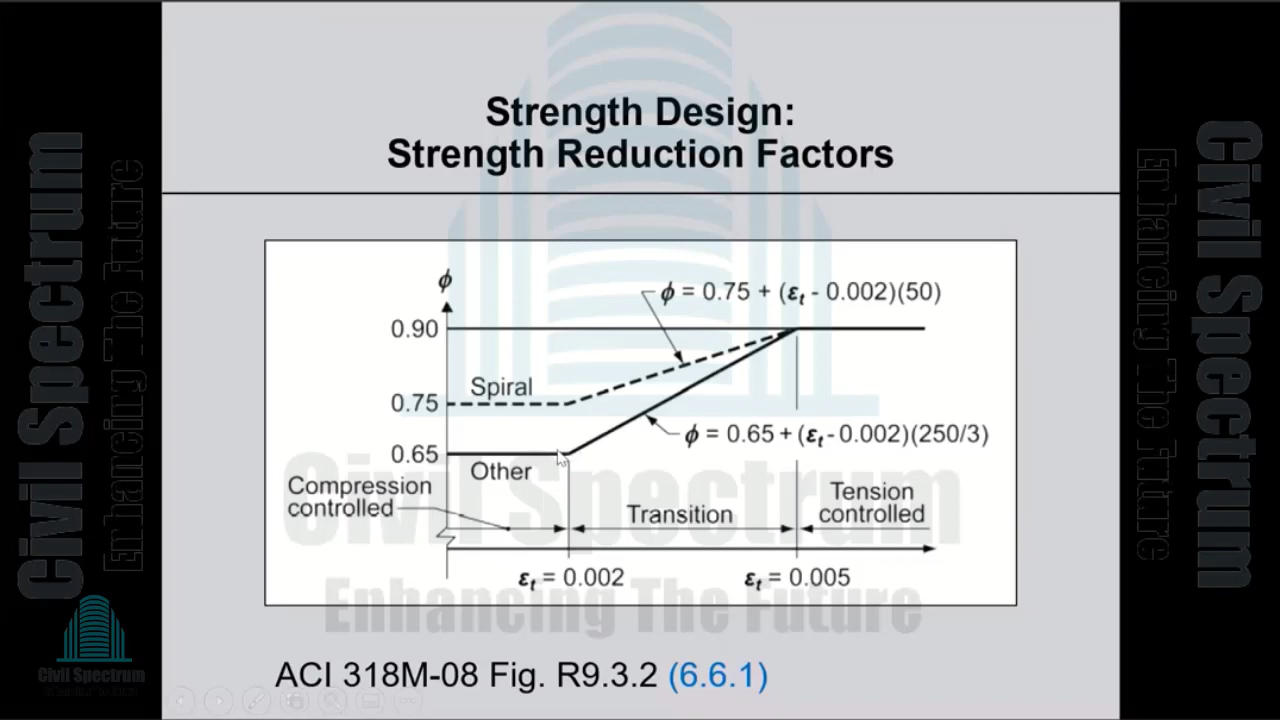 Strength Design:
Strength Reduction Factors
ϕ
ϕ = 0.75 + (εt - 0.002)(50)
0.90
Spiral
0.75
ϕ = 0.65 + (εt - 0.002)(250/3)
0.65
Other
Compression
controlled
Transition
Tension
controlled
εt = 0.002
εt = 0.005
ACI 318M-08 Fig. R9.3.2 (6.6.1)
Civil Spectrum
Enhancing The Future
Civil Spectrum
Enhancing The Future
Civil Spectrum
Enhancing The Future
Civil Spectrum